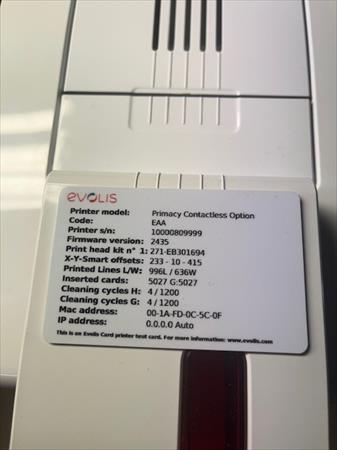 evolis
Printer model: Primacy Contactless Option
Code: EAA
Printer s/n: 10000809999
Firmware version: 2435
Print head kit n° 1: 271-EB301694
X-Y-Smart offsets: 233 - 10 - 415
Printed Lines L/W: 996L / 636W
Inserted cards: 5027 G:5027
Cleaning cycles H: 4 / 1200
Cleaning cycles G: 4 / 1200
Mac address: 00-1A-FD-0C-5C-0F
IP address: 0.0.0.0 Auto
This is an Evolis Card printer test card. For more information: www.evolis.com